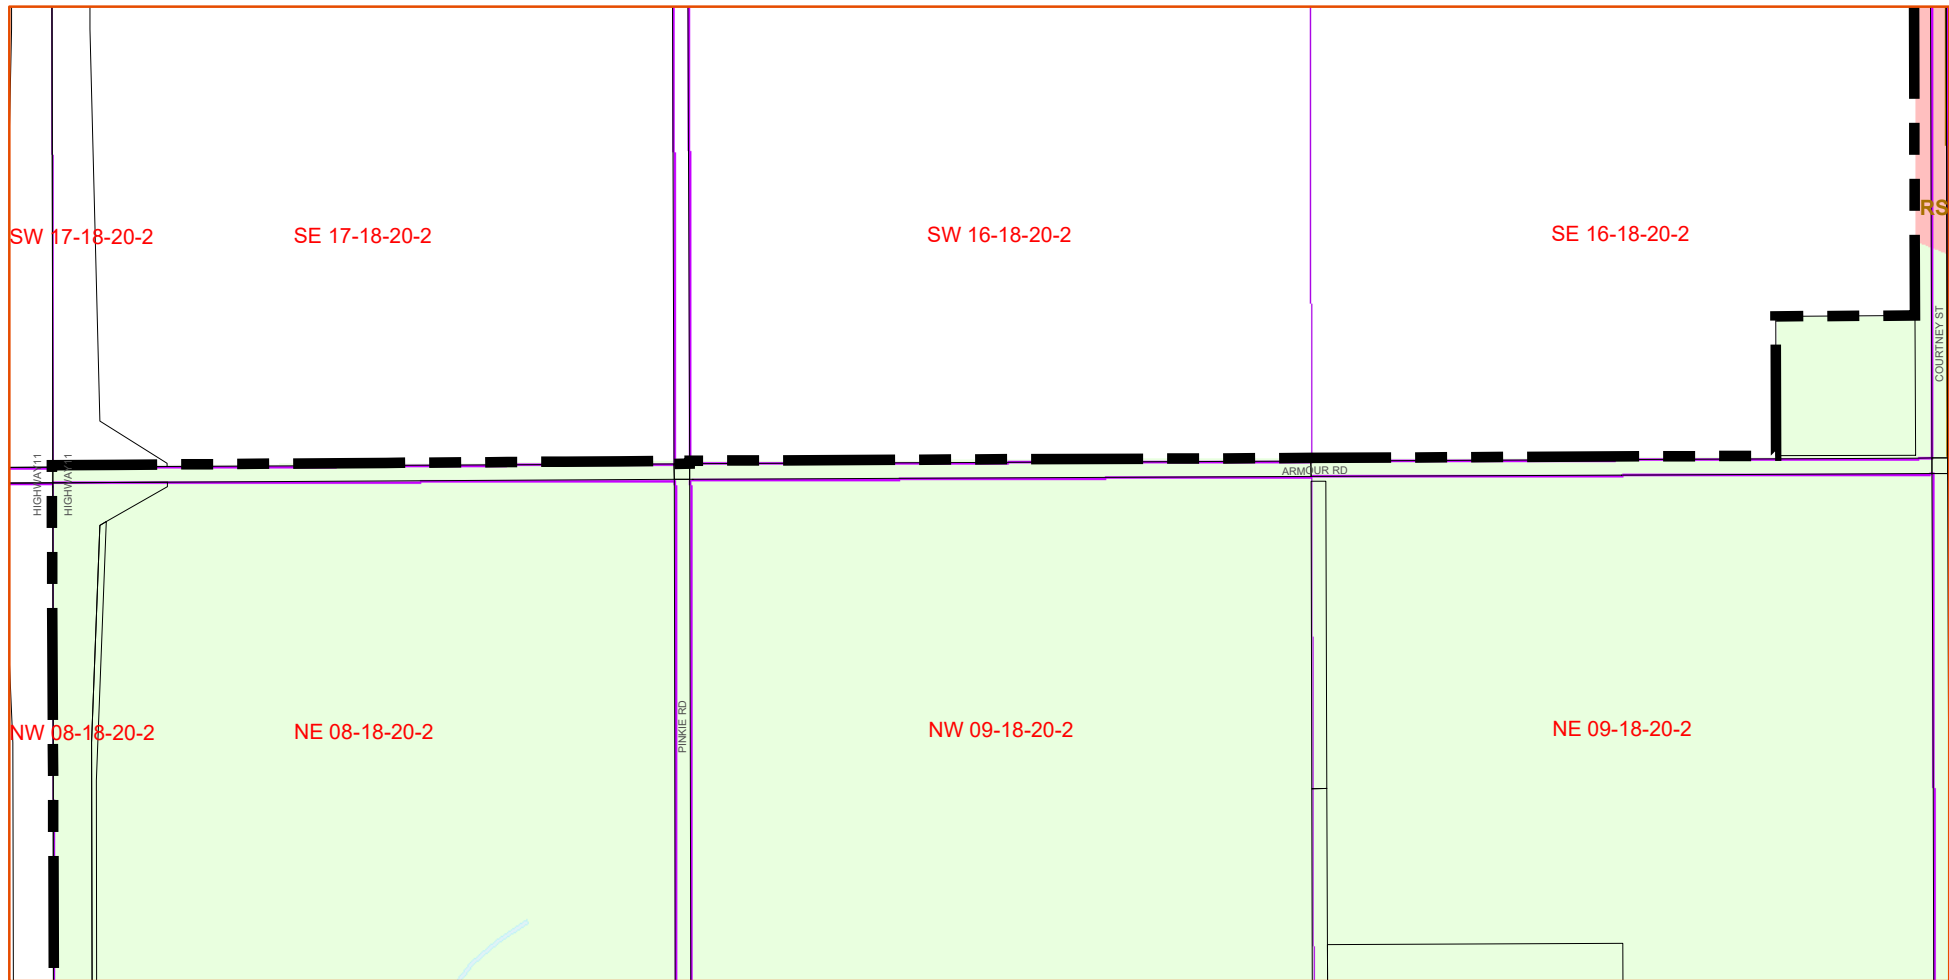 RS
SW 17-18-20-2
SE 17-18-20-2
SW 16-18-20-2
SE 16-18-20-2
COURTNEY ST
HIGHWAY 11
HIGHWAY 11
ARMOUR RD
PINKIE RD
NW 08-18-20-2
NE 08-18-20-2
NW 09-18-20-2
NE 09-18-20-2